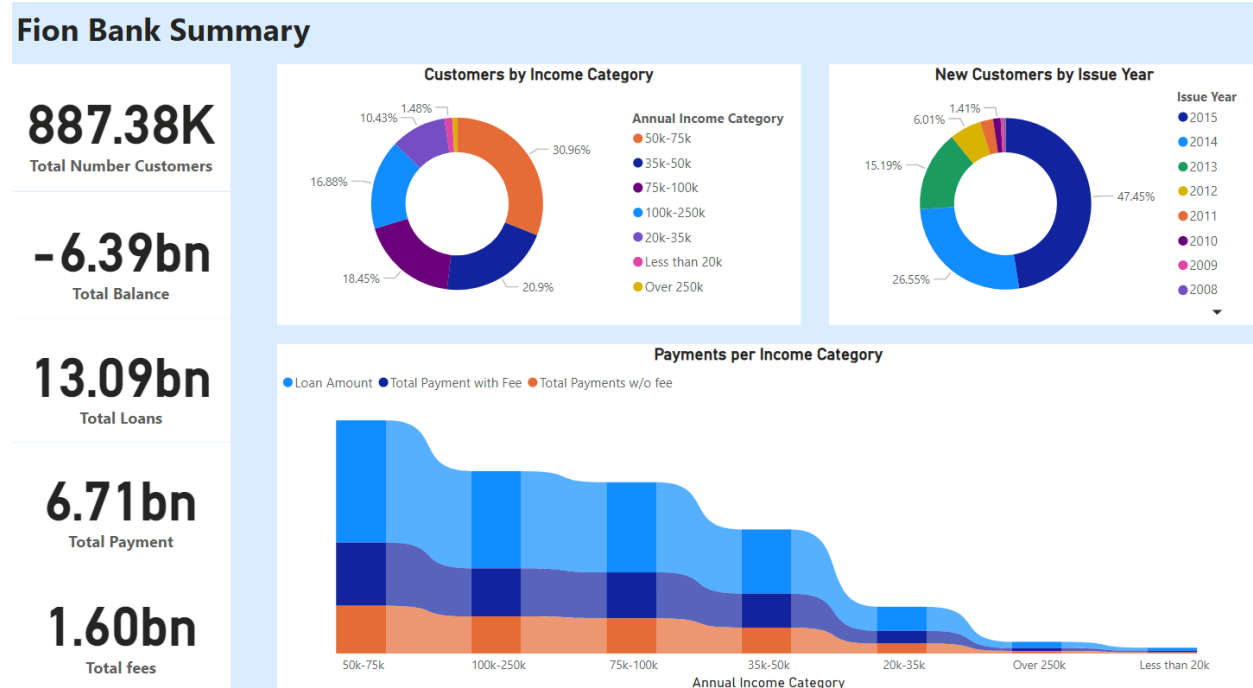 Fion Bank Summary
887.38K
Total Number Customers
-6.39bn
Total Balance
13.09bn
Total Loans
6.71bn
Total Payment
1.60bn
Total fees
Customers by Income Category
1.48%
10.43%
30.96%
16.88%
18.45%
20.9%
Annual Income Category
50k-75k
35k-50k
75k-100k
100k-250k
20k-35k
Less than 20k
Over 250k
New Customers by Issue Year
1.41%
6.01%
15.19%
47.45%
26.55%
Issue Year
2015
2014
2013
2012
2011
2010
2009
2008
Payments per Income Category
Loan Amount Total Payment with Fee Total Payments w/o fee
50k-75k 100k-250k 75k-100k 35k-50k 20k-35k Over 250k Less than 20k
Annual Income Category